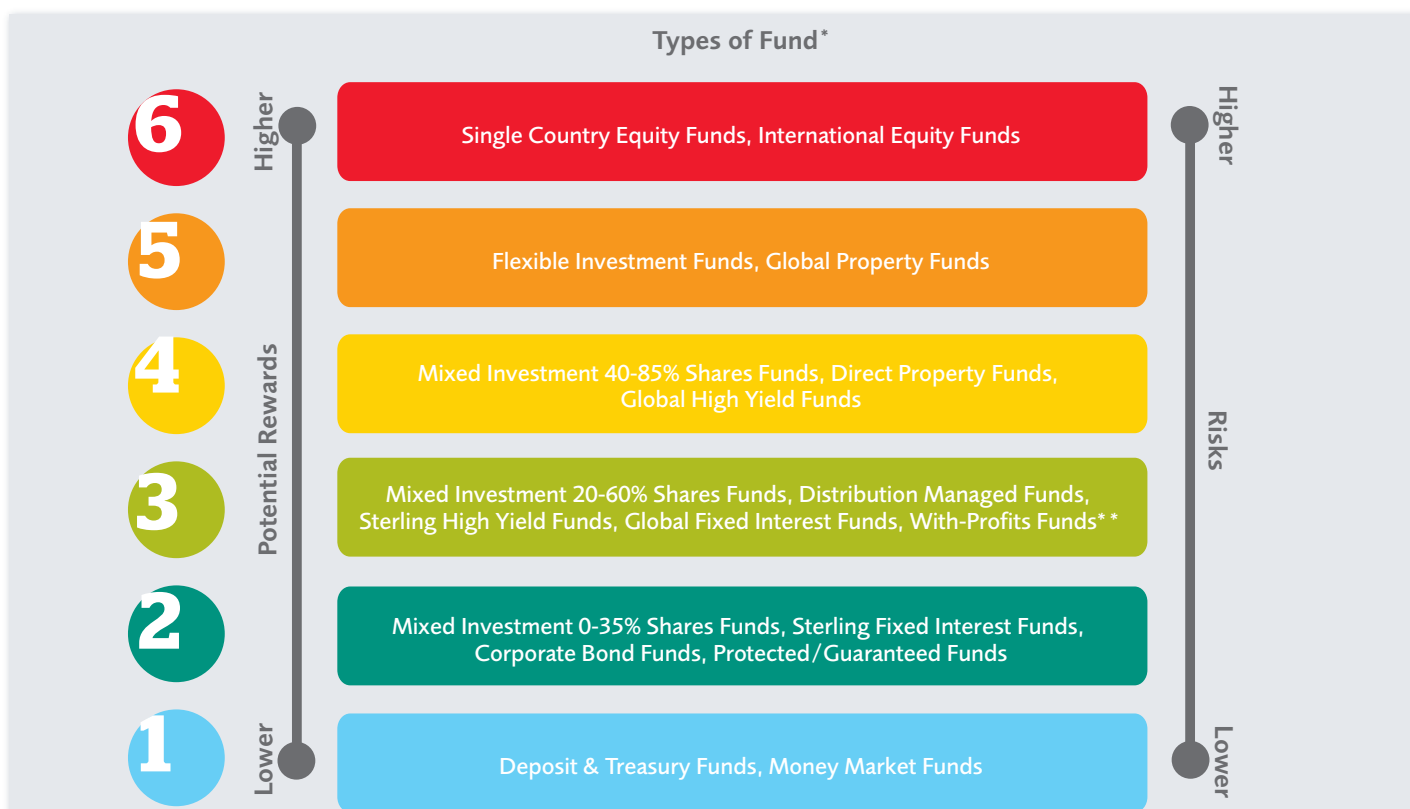 Types of Fund*
6
Higher
Single Country Equity Funds, International Equity Funds
Higher
5
Flexible Investment Funds, Global Property Funds
4
Mixed Investment 40-85% Shares Funds, Direct Property Funds,
Global High Yield Funds
Potential Rewards
Risks
3
Mixed Investment 20-60% Shares Funds, Distribution Managed Funds,
Sterling High Yield Funds, Global Fixed Interest Funds, With-Profits Funds**
2
Mixed Investment 0-35% Shares Funds, Sterling Fixed Interest Funds,
Corporate Bond Funds, Protected/Guaranteed Funds
1
Lower
Deposit & Treasury Funds, Money Market Funds
Lower